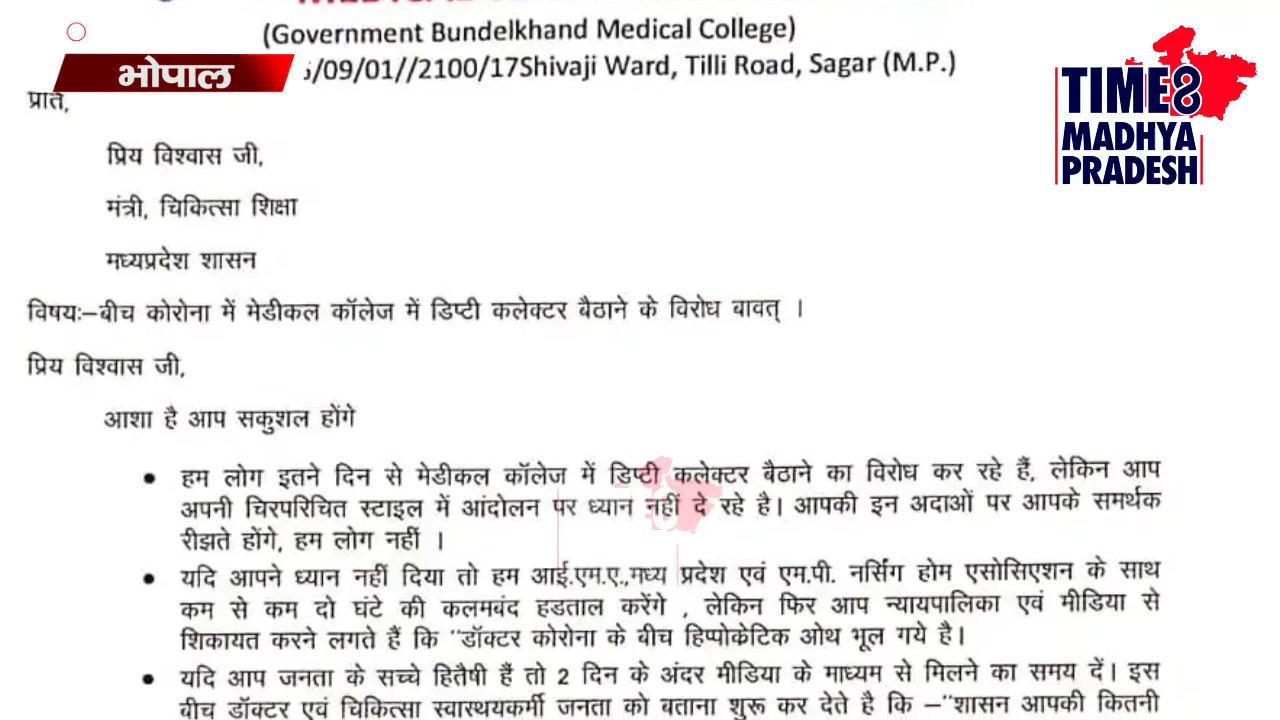 (Government Bundelkhand Medical College)
भोपाल
/09/01//2100/17Shivaji Ward, Tilli Road, Sagar (M.P.)
TIME8
MADHYA
PRADESH
प्रति,
प्रिय विश्वास जी,
मंत्री, चिकित्सा शिक्षा
मध्यप्रदेश शासन
विषयः–बीच कोरोना में मेडीकल कॉलेज में डिप्टी कलेक्टर बैठाने के विरोध बावत् ।
प्रिय विश्वास जी,
आशा है आप सकुशल होंगे
• हम लोग इतने दिन से मेडीकल कॉलेज में डिप्टी कलेक्टर बैठाने का विरोध कर रहे हैं, लेकिन आप
अपनी चिरपरिचित स्टाइल में आंदोलन पर ध्यान नहीं दे रहे है। आपकी इन अदाओं पर आपके समर्थक
रीझते होंगे, हम लोग नहीं ।
• यदि आपने ध्यान नहीं दिया तो हम आई.एम.ए.,मध्य प्रदेश एवं एम.पी. नर्सिंग होम एसोसिएशन के साथ
कम से कम दो घंटे की कलमबंद हडताल करेंगे , लेकिन फिर आप न्यायपालिका एवं मीडिया से
शिकायत करने लगते हैं कि "डॉक्टर कोरोना के बीच हिप्पोक्रेटिक ओथ भूल गये है।
• यदि आप जनता के सच्चे हितैषी हैं तो 2 दिन के अंदर मीडिया के माध्यम से मिलने का समय दें। इस
बीच डॉक्टर एवं चिकित्सा स्वास्थयकर्मी जनता को बताना शुरू कर देते है कि –"शासन आपकी कितनी